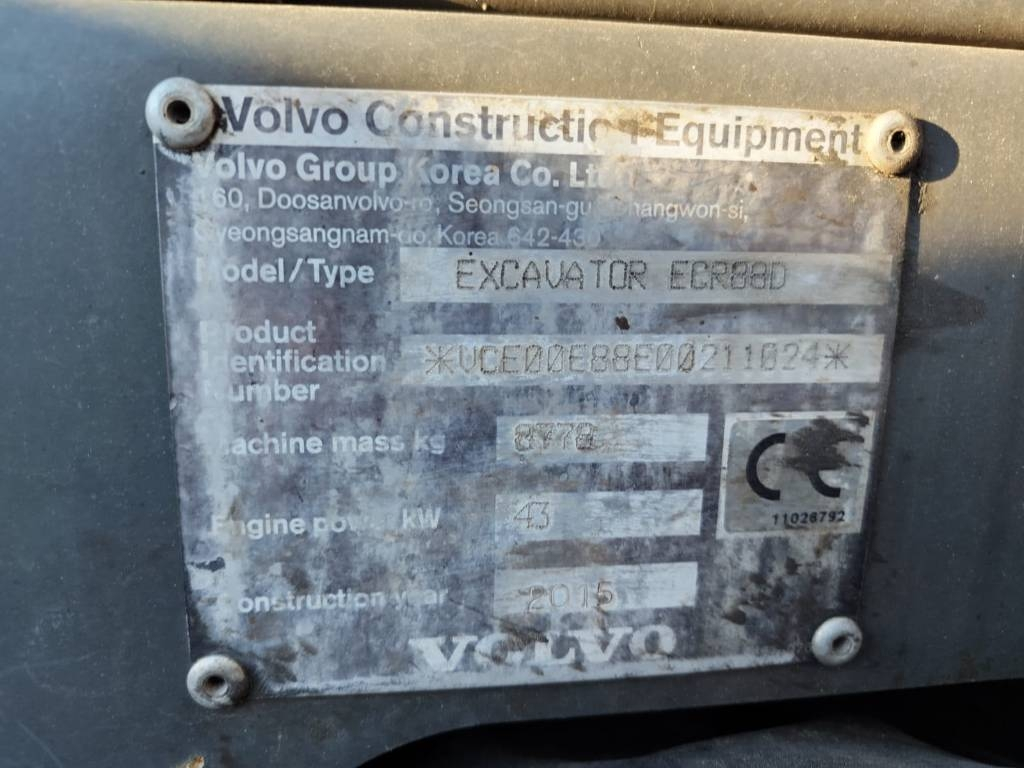 Volvo Construction Equipment
Volvo Group Korea Co. Ltd.
160, Doosanvolvo-ro, Seongsan-gu, Changwon-si,
Gyeongsangnam-do, Korea 642-430
Model/Type EXCAVATOR ECR88D
Product
Identification
Number
*VCE00E88E00211024*
Machine mass kg 8778
Engine power kW 43
CE
11026792
Construction year 2015
VOLVO